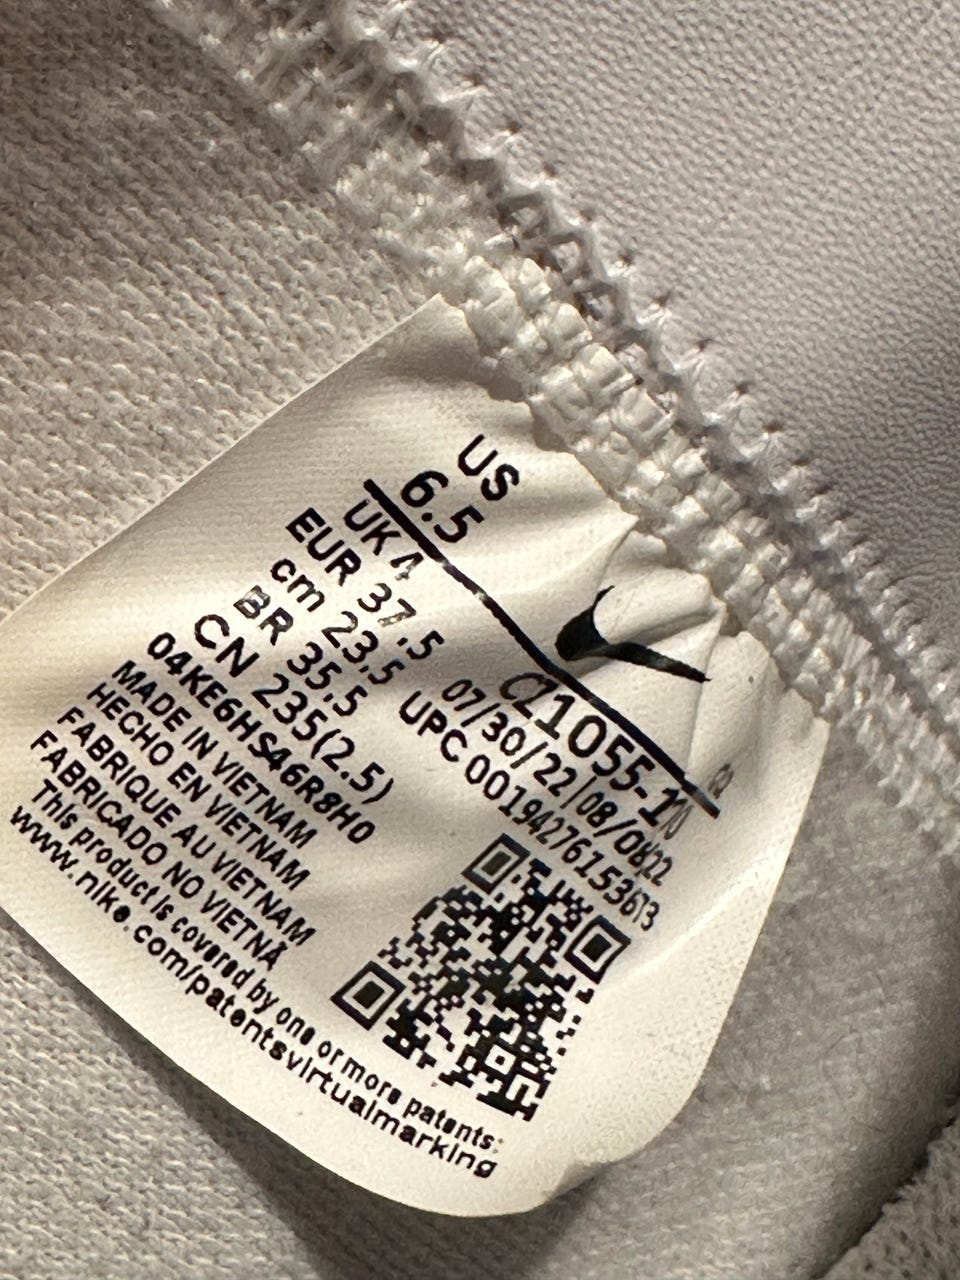 US
6.5
UK 4
EUR 37.5
cm 23.5
BR 35.5
CN 235(2.5)
04KE6HS46R8H0
MADE IN VIETNAM
HECHO EN VIETNAM
FABRIQUE AU VIETNAM
FABRICADO NO VIETNÃ
This product is covered by one or more patents:
www.nike.com/patentsvirtualmarking
07/30/22 08/08/22